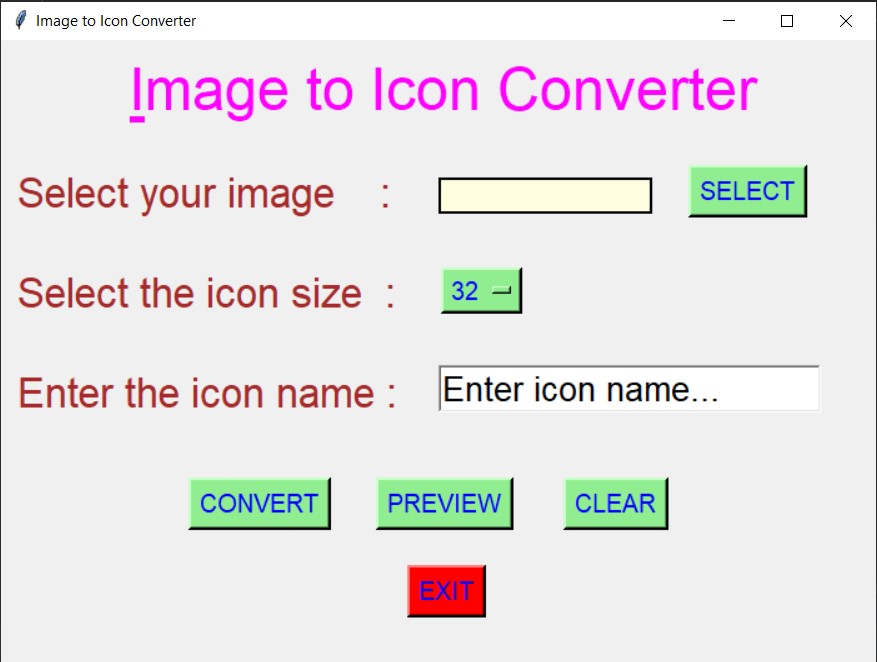 Image to Icon Converter
Image to Icon Converter
Select your image    :    SELECT
Select the icon size  :    32
Enter the icon name :    Enter icon name...
CONVERT    PREVIEW    CLEAR
EXIT